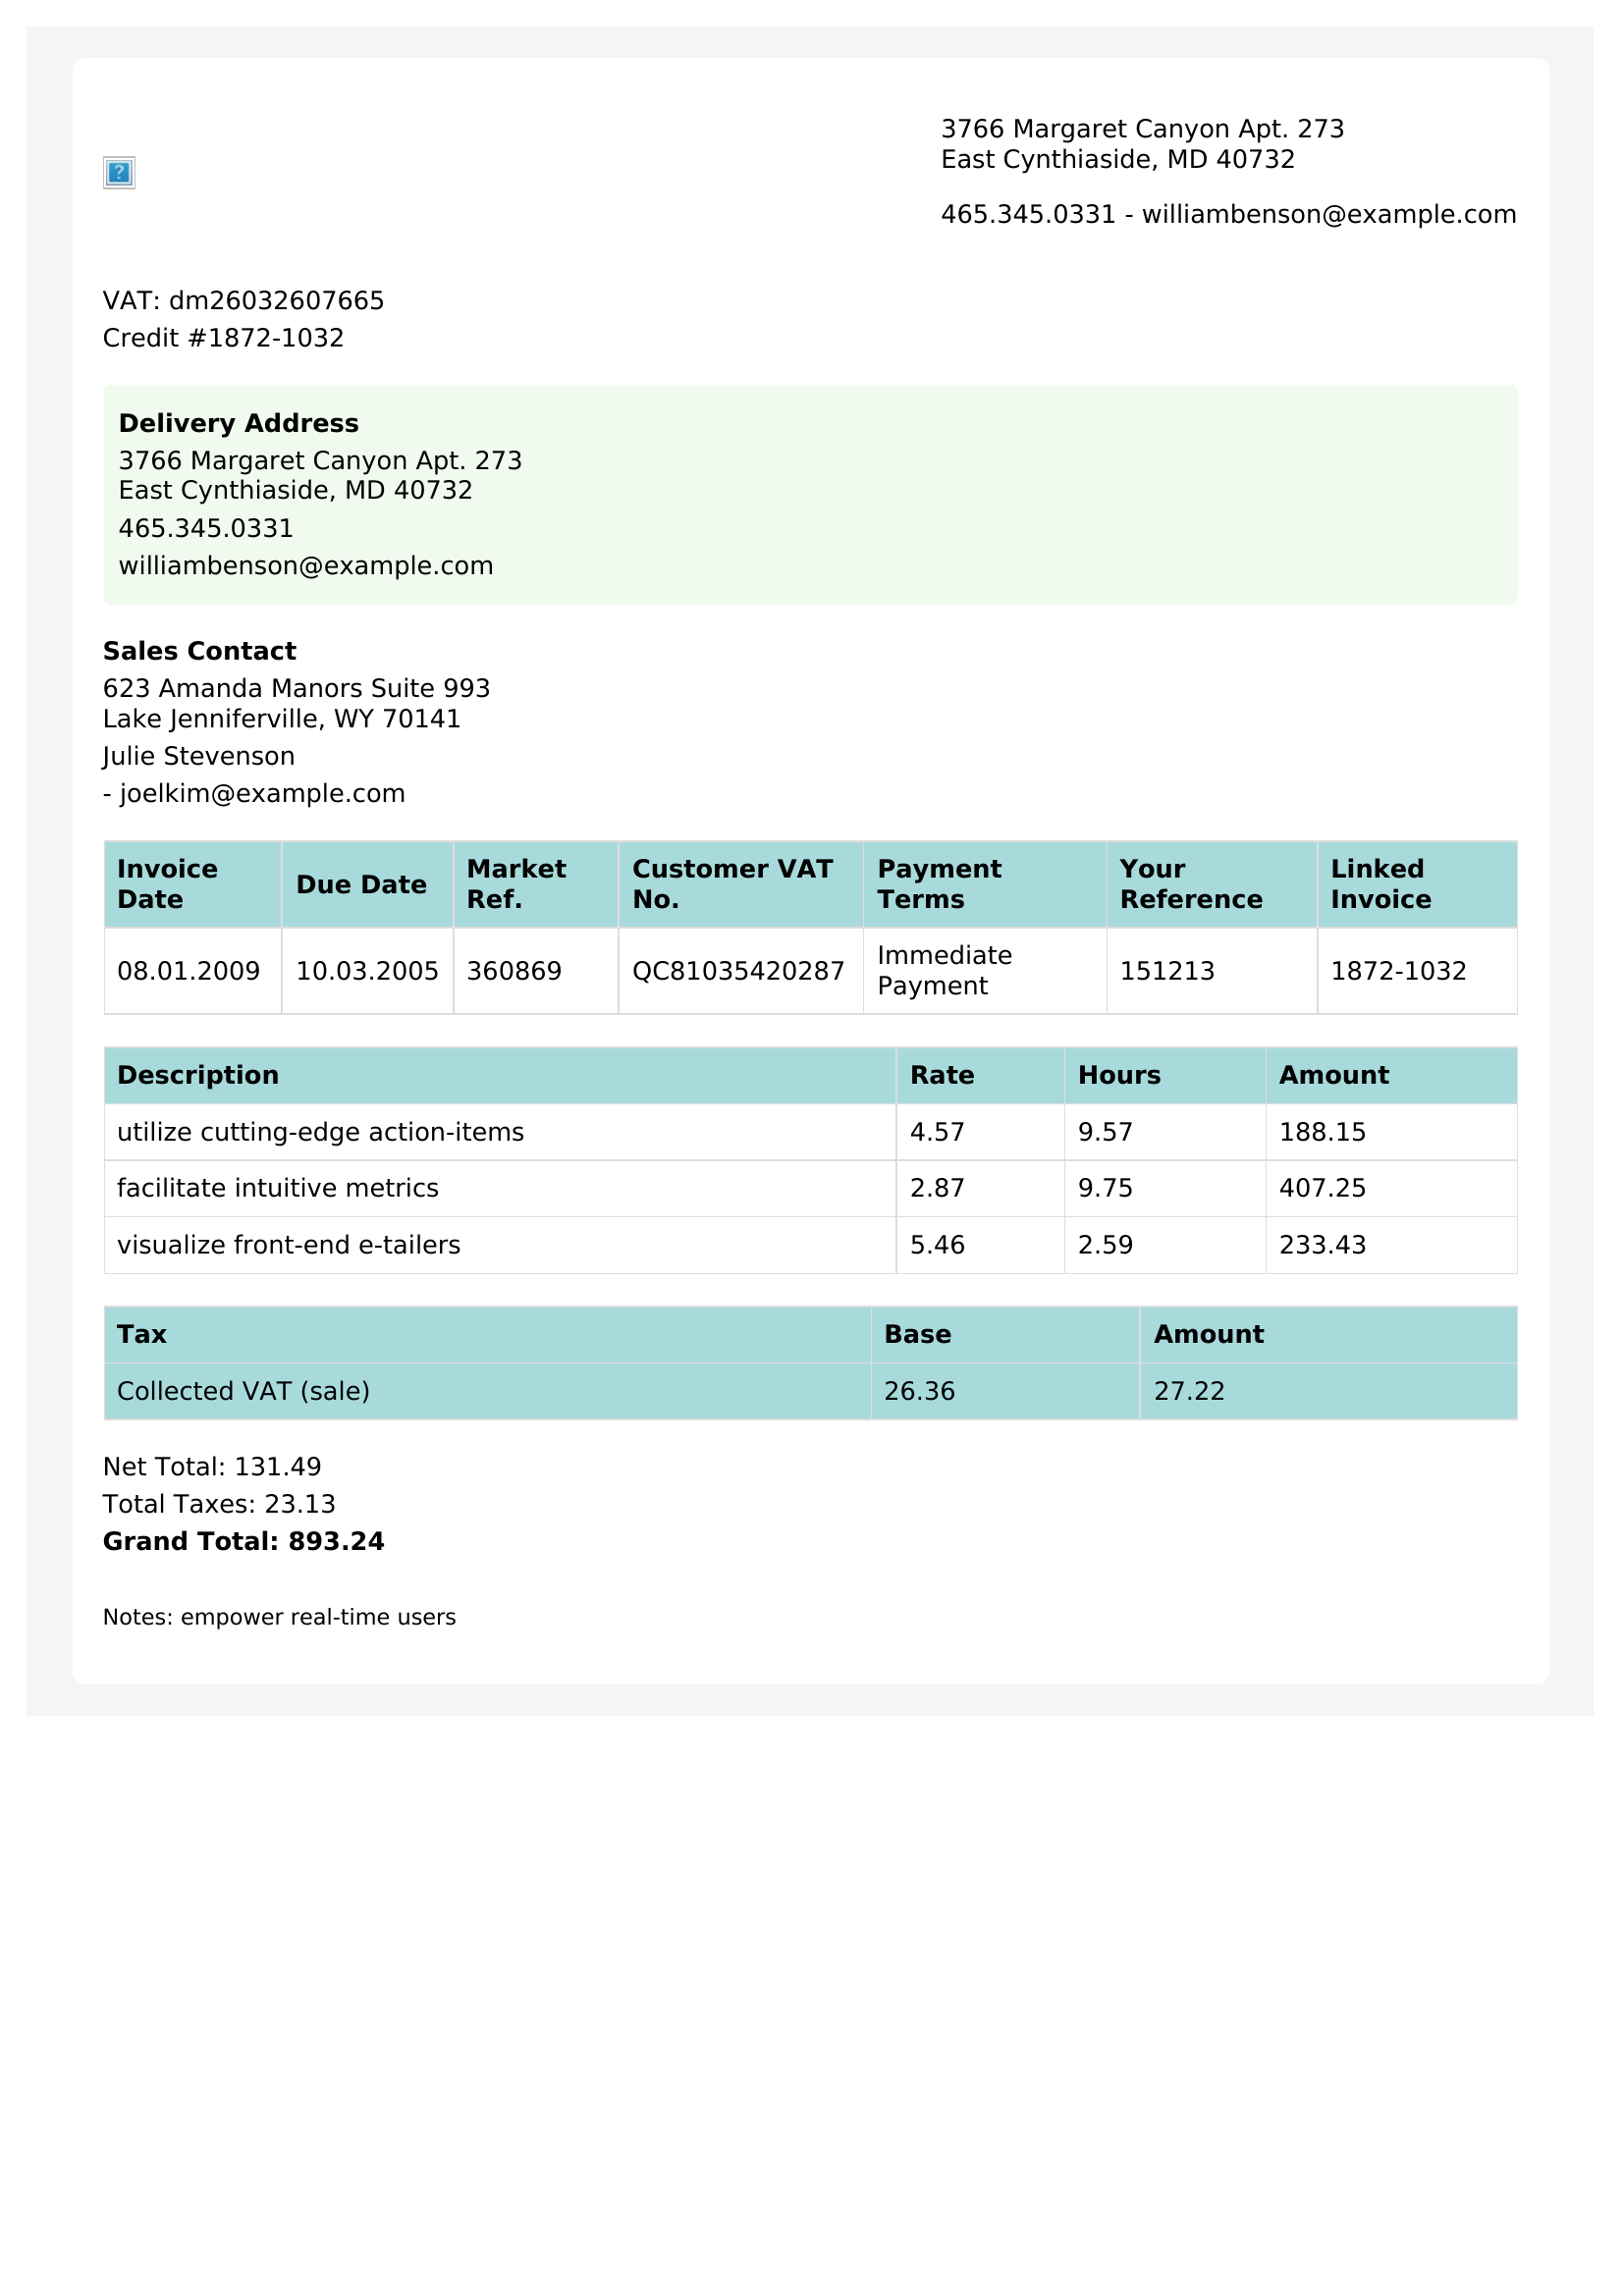 3766 Margaret Canyon Apt. 273
East Cynthiaside, MD 40732
465.345.0331 - williambenson@example.com
VAT: dm26032607665
Credit #1872-1032
Delivery Address
3766 Margaret Canyon Apt. 273
East Cynthiaside, MD 40732
465.345.0331
williambenson@example.com
Sales Contact
623 Amanda Manors Suite 993
Lake Jenniferville, WY 70141
Julie Stevenson
- joelkim@example.com
Invoice Date Due Date Market Ref. Customer VAT No. Payment Terms Your Reference Linked Invoice
08.01.2009 10.03.2005 360869 QC81035420287 Immediate Payment 151213 1872-1032
Description Rate Hours Amount
utilize cutting-edge action-items 4.57 9.57 188.15
facilitate intuitive metrics 2.87 9.75 407.25
visualize front-end e-tailers 5.46 2.59 233.43
Tax Base Amount
Collected VAT (sale) 26.36 27.22
Net Total: 131.49
Total Taxes: 23.13
Grand Total: 893.24
Notes: empower real-time users